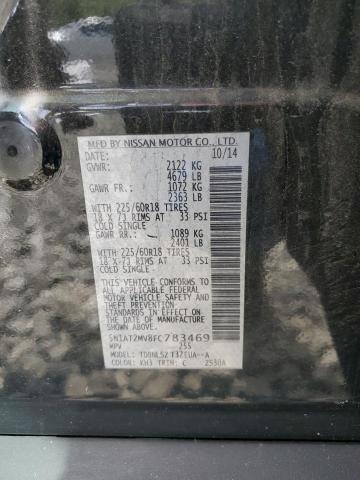 MFD BY NISSAN MOTOR CO., LTD.
DATE: 10/14
GVWR: 2122 KG
4679 LB
GAWR FR: 1072 KG
2363 LB
WITH 225/60R18 TIRES
18 X 7J RIMS AT 33 PSI
COLD SINGLE
GAWR RR: 1089 KG
2401 LB
WITH 225/60R18 TIRES
18 X 7J RIMS AT 33 PSI
COLD SINGLE
THIS VEHICLE CONFORMS TO ALL
APPLICABLE U.S. FEDERAL
MOTOR VEHICLE SAFETY AND
THEFT PREVENTION
STANDARDS IN EFFECT ON THE
DATE OF MANUFACTURE
SHOWN ABOVE.
5N1AT2MV8FC783469
MPV 25S
MODEL:
COLOR: KH3 TRIM: C 2530A